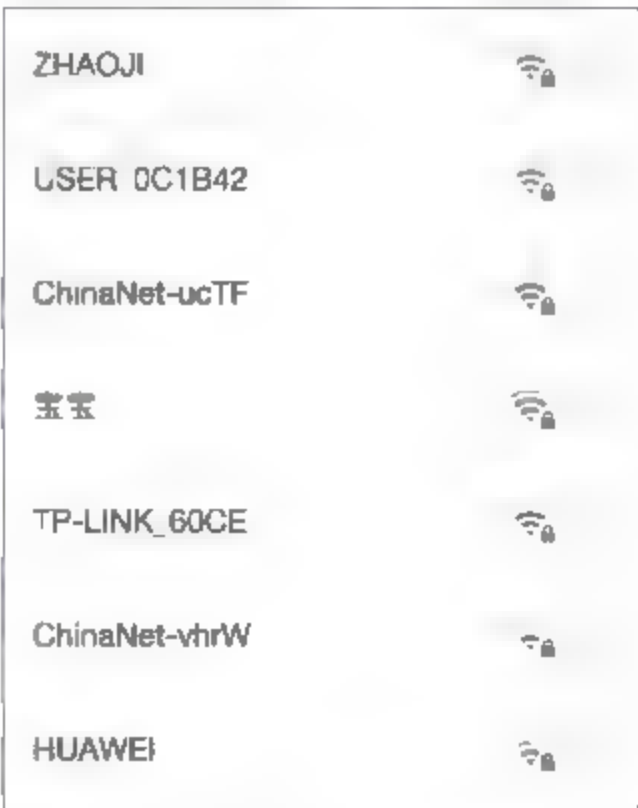 ZHAOJI
USER 0C1B42
ChinaNet-ucTF
宝宝
TP-LINK_60CE
ChinaNet-vhrW
HUAWEI